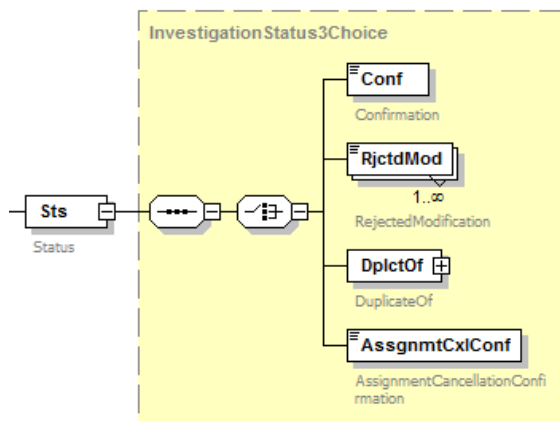 InvestigationStatus3Choice
Conf
Confirmation
RjctdMod
1..∞
RejectedModification
Sts
Status
DplctOf
DuplicateOf
AssgnmtCxlConf
AssignmentCancellationConfi
rmation